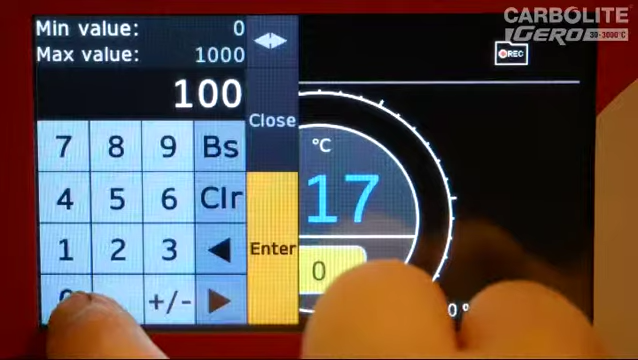 CARBOLITE
GERO 30-3000°C
Min value: 0
Max value: 1000
100
Close
REC
7 8 9 Bs
4 5 6 Clr
1 2 3 ◀
+/- ▶
Enter
°C
17
0
0 °